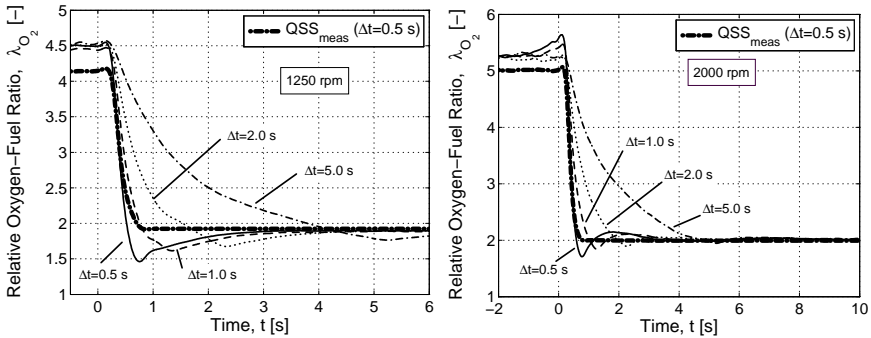 Relative Oxygen−Fuel Ratio, λO2 [−]
5
4.5
4
3.5
3
2.5
2
1.5
1
QSSmeas (Δt=0.5 s)
1250 rpm
Δt=2.0 s
Δt=5.0 s
Δt=0.5 s
Δt=1.0 s
0 1 2 3 4 5 6
Time, t [s]
Relative Oxygen−Fuel Ratio, λO2 [−]
6
5
4
3
2
1
QSSmeas (Δt=0.5 s)
2000 rpm
Δt=1.0 s
Δt=2.0 s
Δt=5.0 s
Δt=0.5 s
−2 0 2 4 6 8 10
Time, t [s]